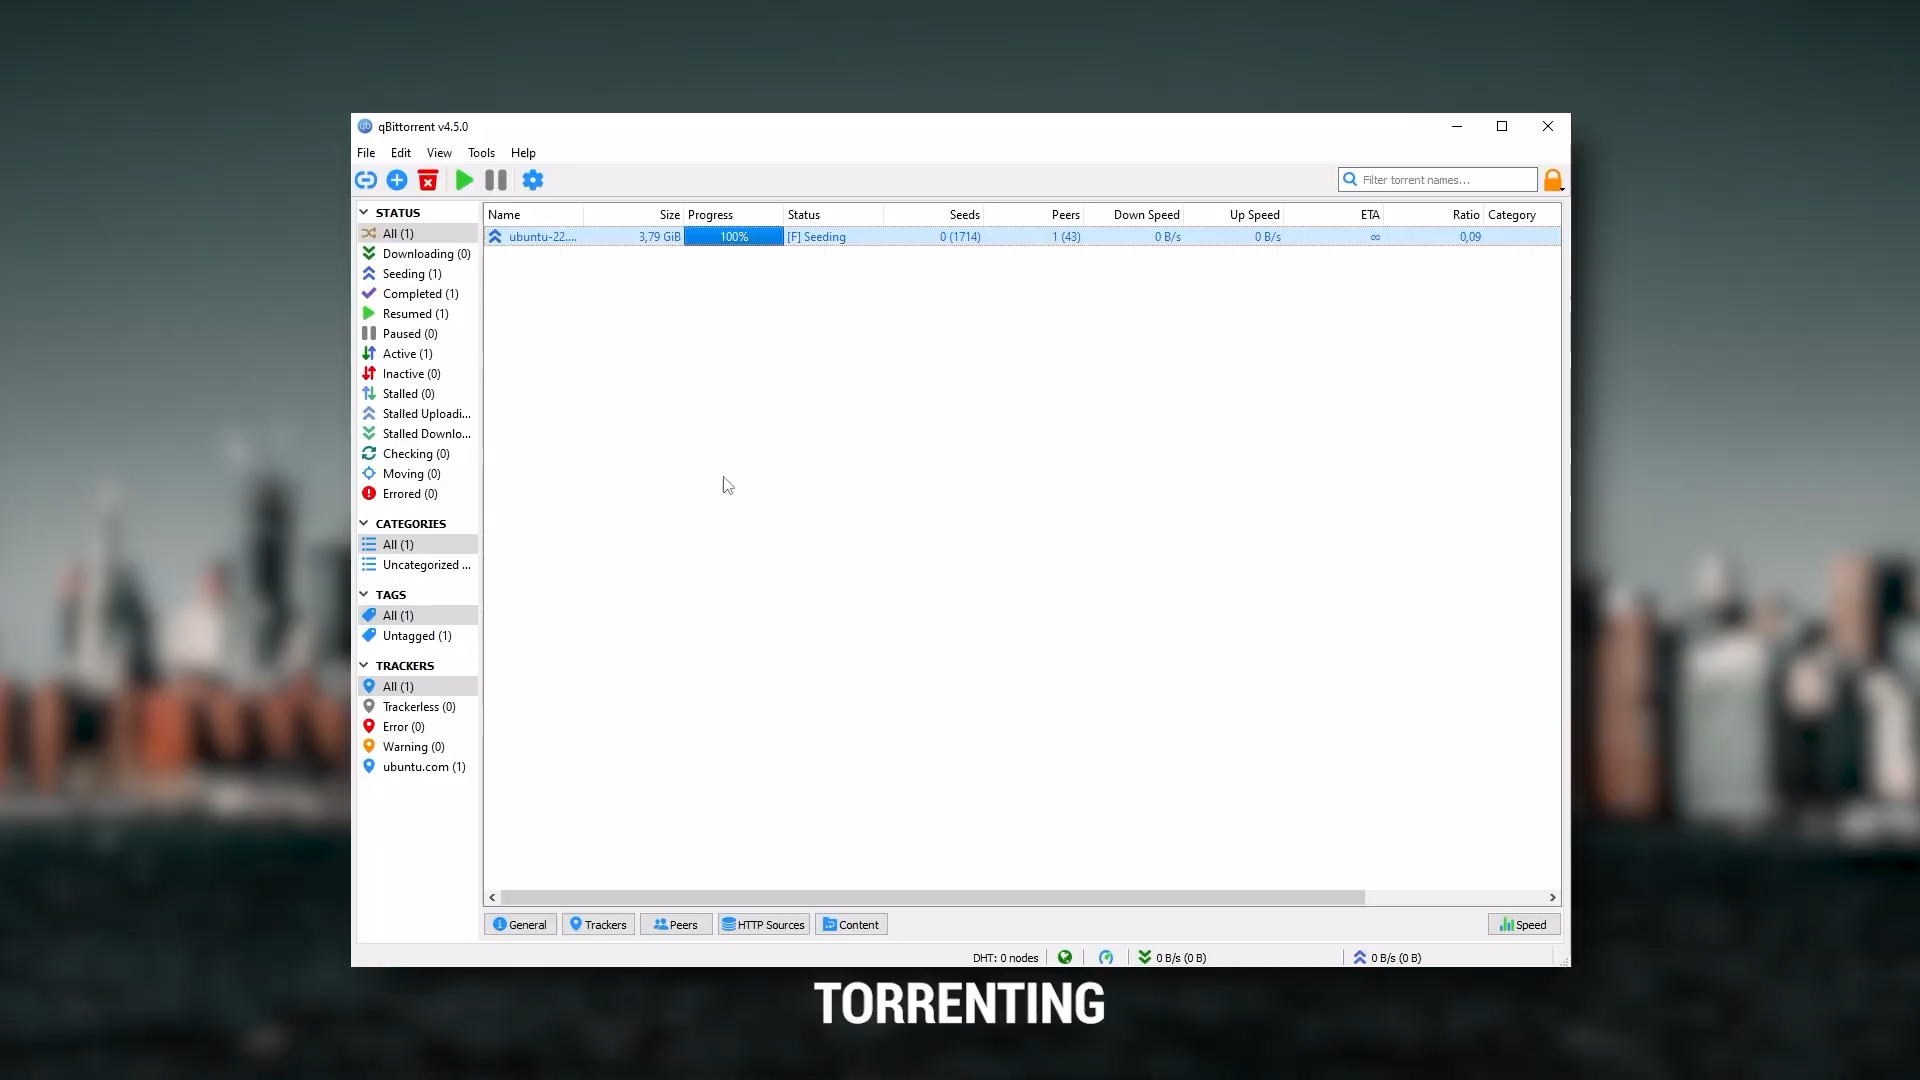 qBittorrent v4.5.0
File Edit View Tools Help
Filter torrent names...
STATUS
All (1)
Downloading (0)
Seeding (1)
Completed (1)
Resumed (1)
Paused (0)
Active (1)
Inactive (0)
Stalled (0)
Stalled Uploadi...
Stalled Downlo...
Checking (0)
Moving (0)
Errored (0)
CATEGORIES
All (1)
Uncategorized ...
TAGS
All (1)
Untagged (1)
TRACKERS
All (1)
Trackerless (0)
Error (0)
Warning (0)
ubuntu.com (1)
Name Size Progress Status Seeds Peers Down Speed Up Speed ETA Ratio Category
ubuntu-22.... 3,79 GiB 100% [F] Seeding 0 (1714) 1 (43) 0 B/s 0 B/s ∞ 0,09
General Trackers Peers HTTP Sources Content Speed
DHT: 0 nodes 0 B/s (0 B) 0 B/s (0 B)
TORRENTING